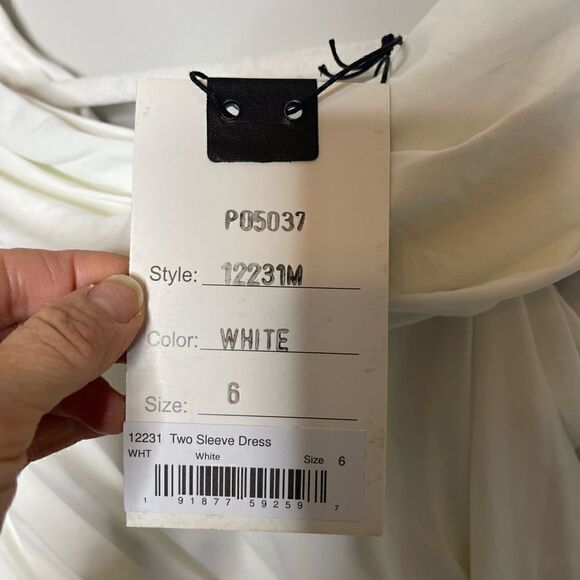 P05037
Style: 12231M
Color: WHITE
Size: 6
12231 Two Sleeve Dress
WHT White Size 6
1 91877 59259 7